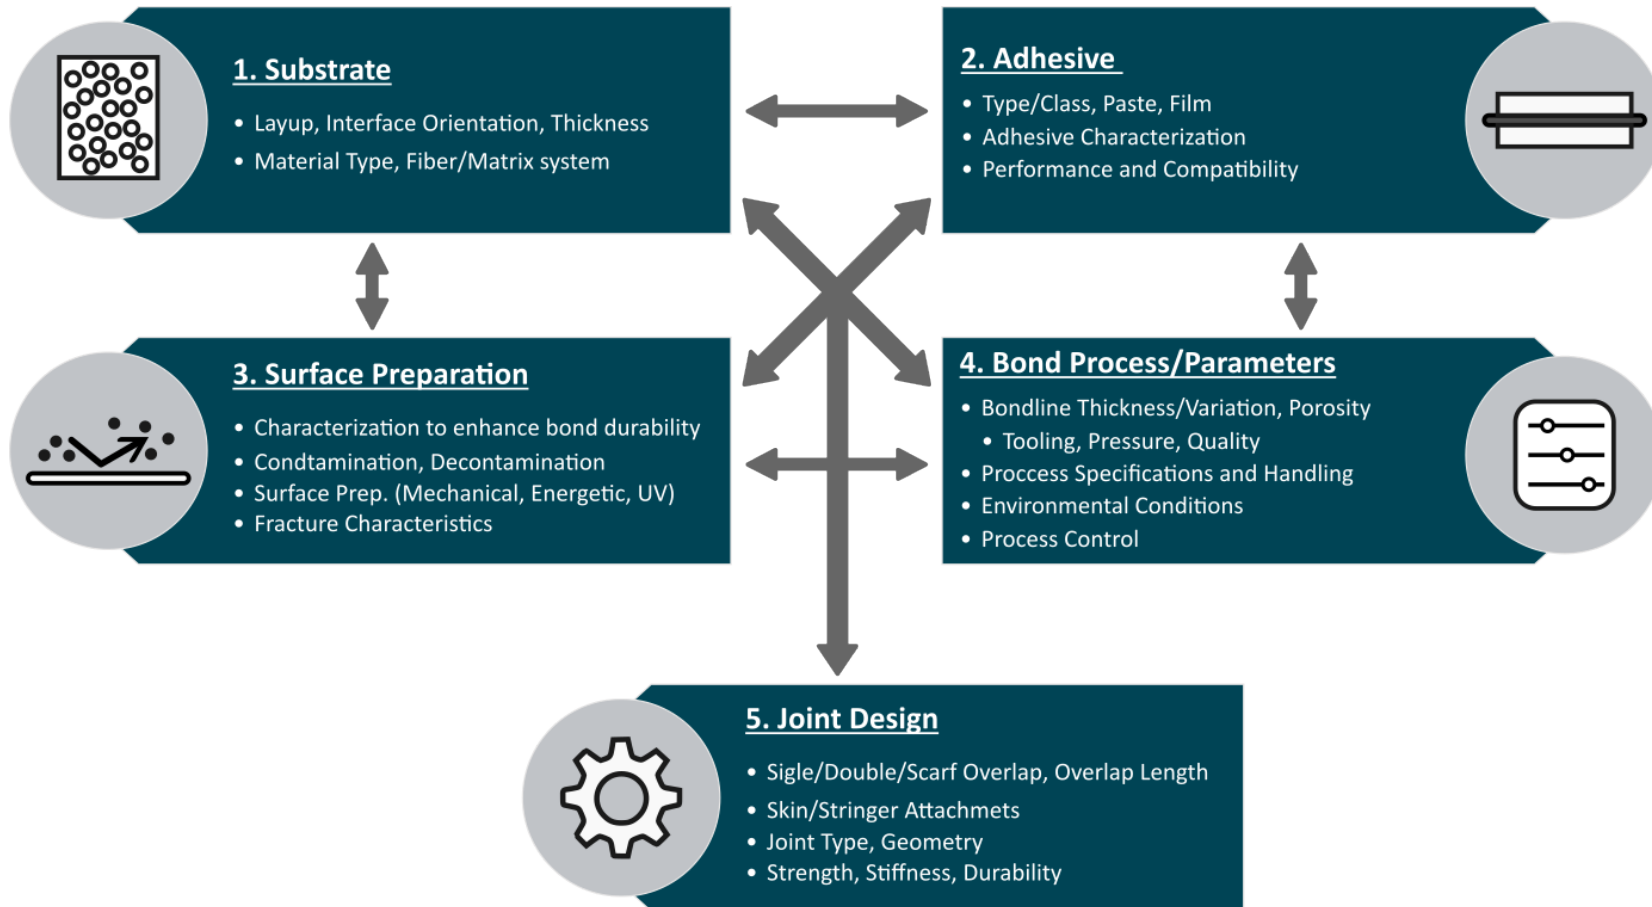 1. Substrate
• Layup, Interface Orientation, Thickness
• Material Type, Fiber/Matrix system
2. Adhesive
• Type/Class, Paste, Film
• Adhesive Characterization
• Performance and Compatibility
3. Surface Preparation
• Characterization to enhance bond durability
• Condtamination, Decontamination
• Surface Prep. (Mechanical, Energetic, UV)
• Fracture Characteristics
4. Bond Process/Parameters
• Bondline Thickness/Variation, Porosity
• Tooling, Pressure, Quality
• Proccess Specifications and Handling
• Environmental Conditions
• Process Control
5. Joint Design
• Sigle/Double/Scarf Overlap, Overlap Length
• Skin/Stringer Attachmets
• Joint Type, Geometry
• Strength, Stiffness, Durability